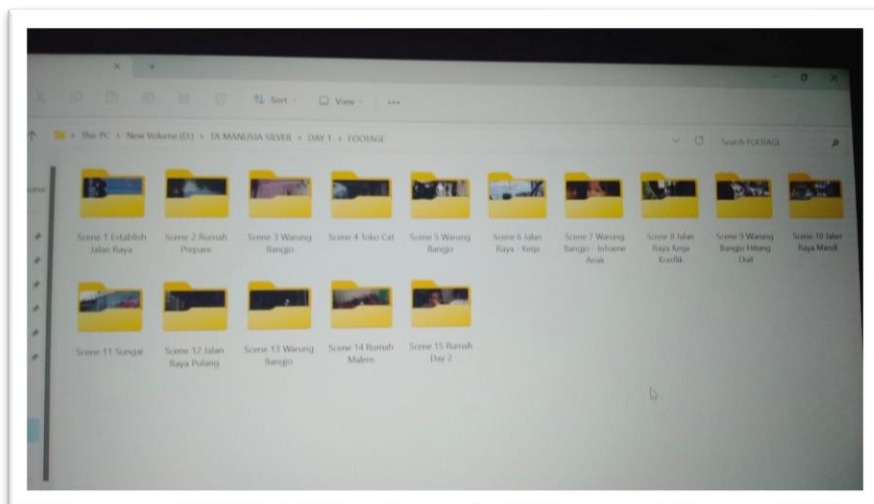 Sort
View
This PC > New Volume (D:) > TA MANUSIA SILVER > DAY 1 > FOOTAGE
Search FOOTAGE
Scene 1 Establish
Jalan Raya
Scene 2 Rumah
Prepare
Scene 3 Warung
Bangjo
Scene 4 Toko Cat
Scene 5 Warung
Bangjo
Scene 6 Jalan
Raya - Kerja
Scene 7 Warung
Bangjo - Inframe
Anak
Scene 8 Jalan
Raya Kerja
Konflik
Scene 9 Warung
Bangjo Hitung
Duit
Scene 10 Jalan
Raya Mandi
Scene 11 Sungai
Scene 12 Jalan
Raya Pulang
Scene 13 Warung
Bangjo
Scene 14 Rumah
Malem
Scene 15 Rumah
Day 2